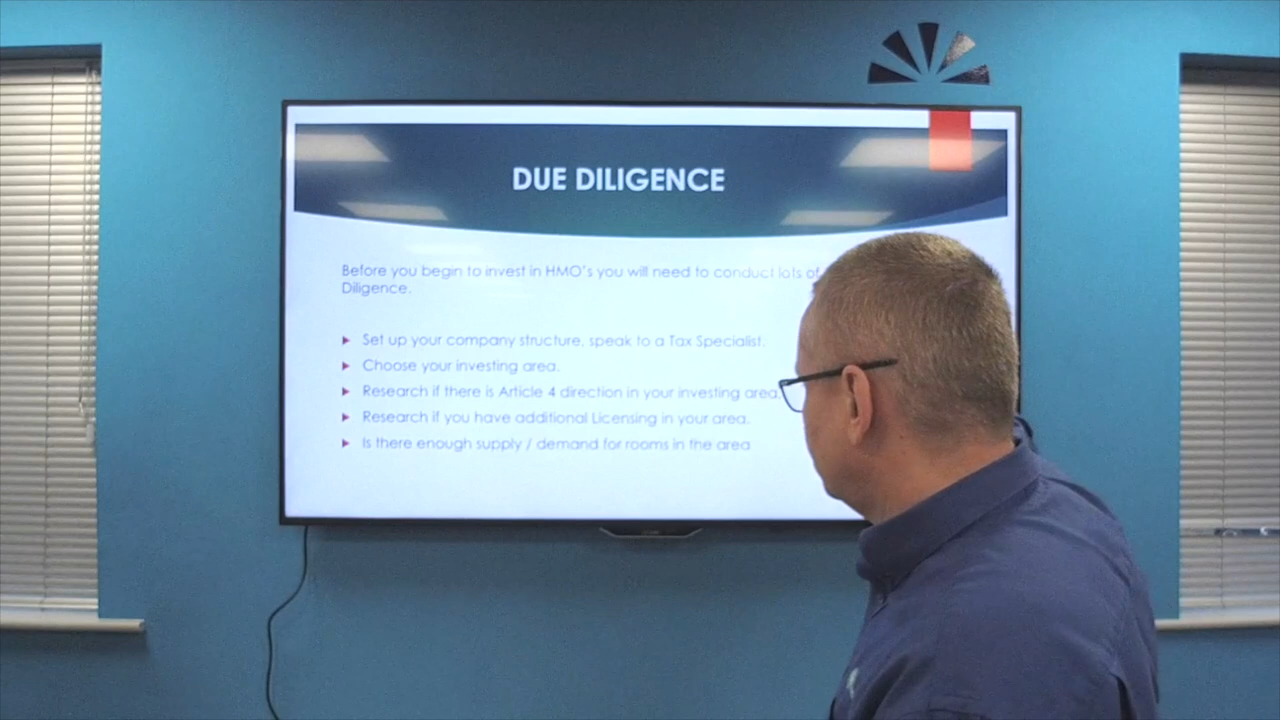 DUE DILIGENCE
Before you begin to invest in HMO's you will need to conduct lots of
Diligence.
Set up your company structure, speak to a Tax Specialist.
Choose your investing area.
Research if there is Article 4 direction in your investing area.
Research if you have additional Licensing in your area.
Is there enough supply / demand for rooms in the area